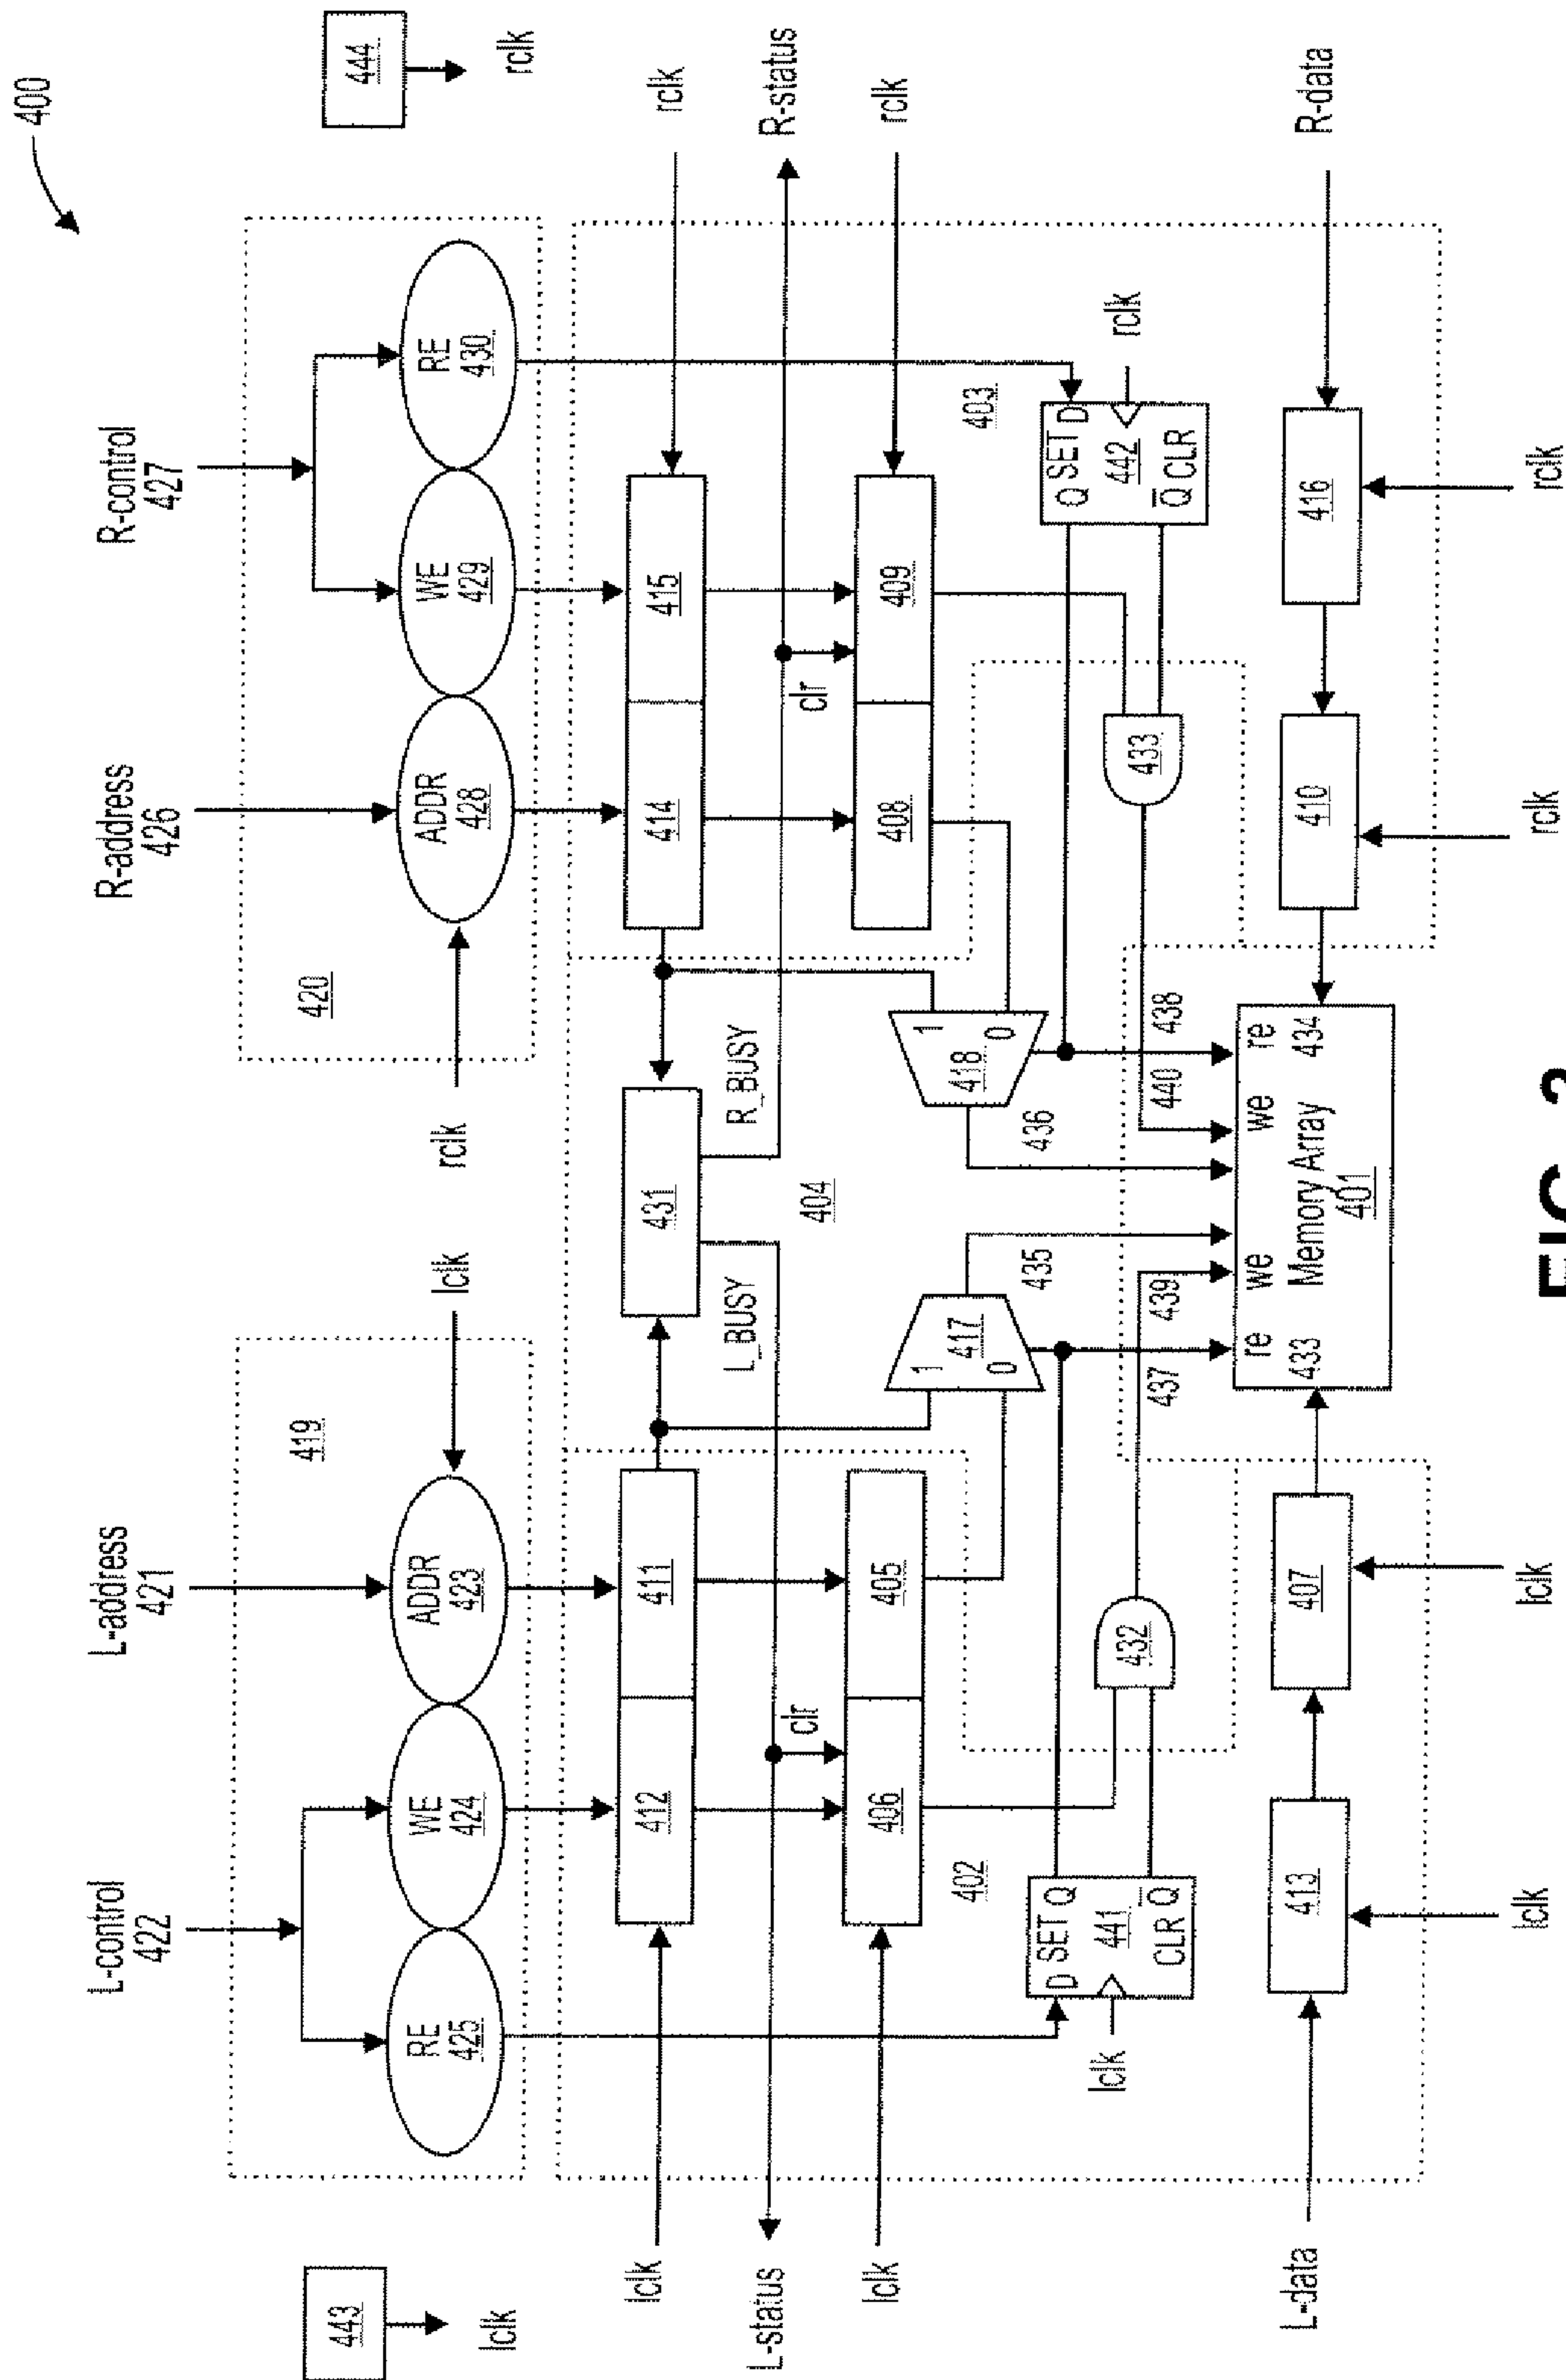 400
443
lclk
444
rclk
L-control
422
L-address
421
R-address
426
R-control
427
RE
425
WE
424
ADDR
423
419
lclk
rclk
420
ADDR
428
WE
429
RE
430
lclk
412
411
431
414
415
rclk
L_BUSY
R_BUSY
L-status
R-status
clr
clr
lclk
406
405
404
408
409
rclk
402
403
D SET Q
441
CLR Q
lclk
1
417
0
1
418
0
Q SET D
442
Q CLR
rclk
432
433
435
436
437
439
440
438
re
we
we
re
433
434
Memory Array
401
L-data
413
407
410
416
R-data
lclk
lclk
rclk
rclk